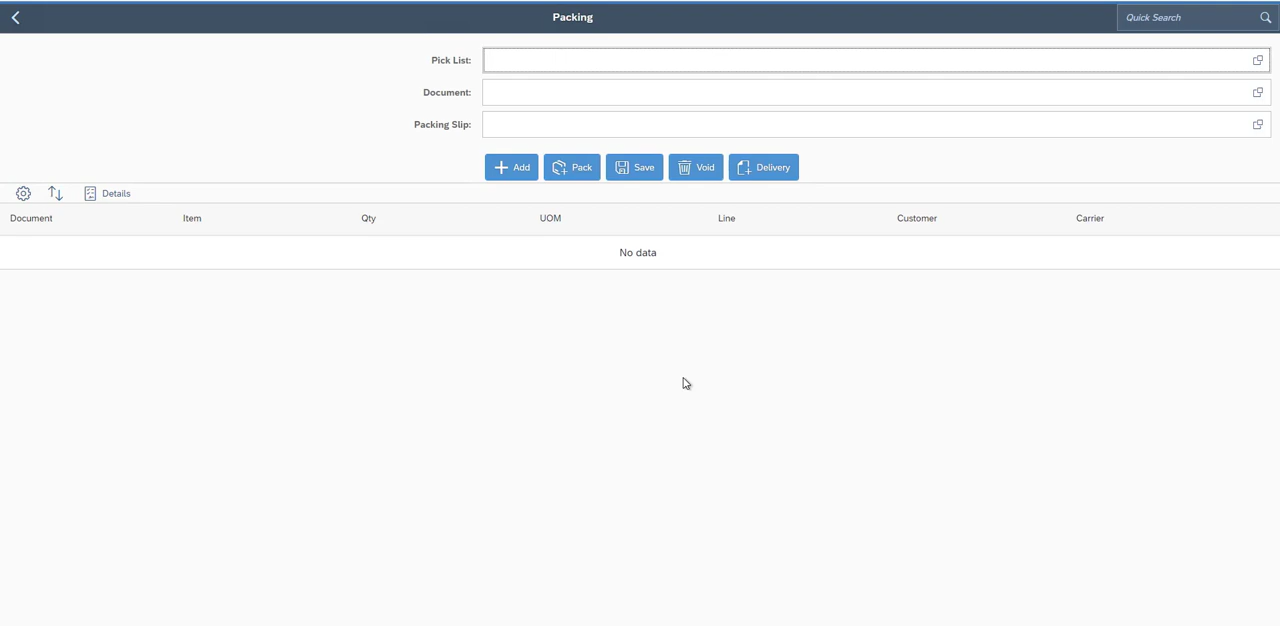 Packing
Quick Search
Pick List:
Document:
Packing Slip:
Add Pack Save Void Delivery
Details
Document Item Qty UOM Line Customer Carrier
No data